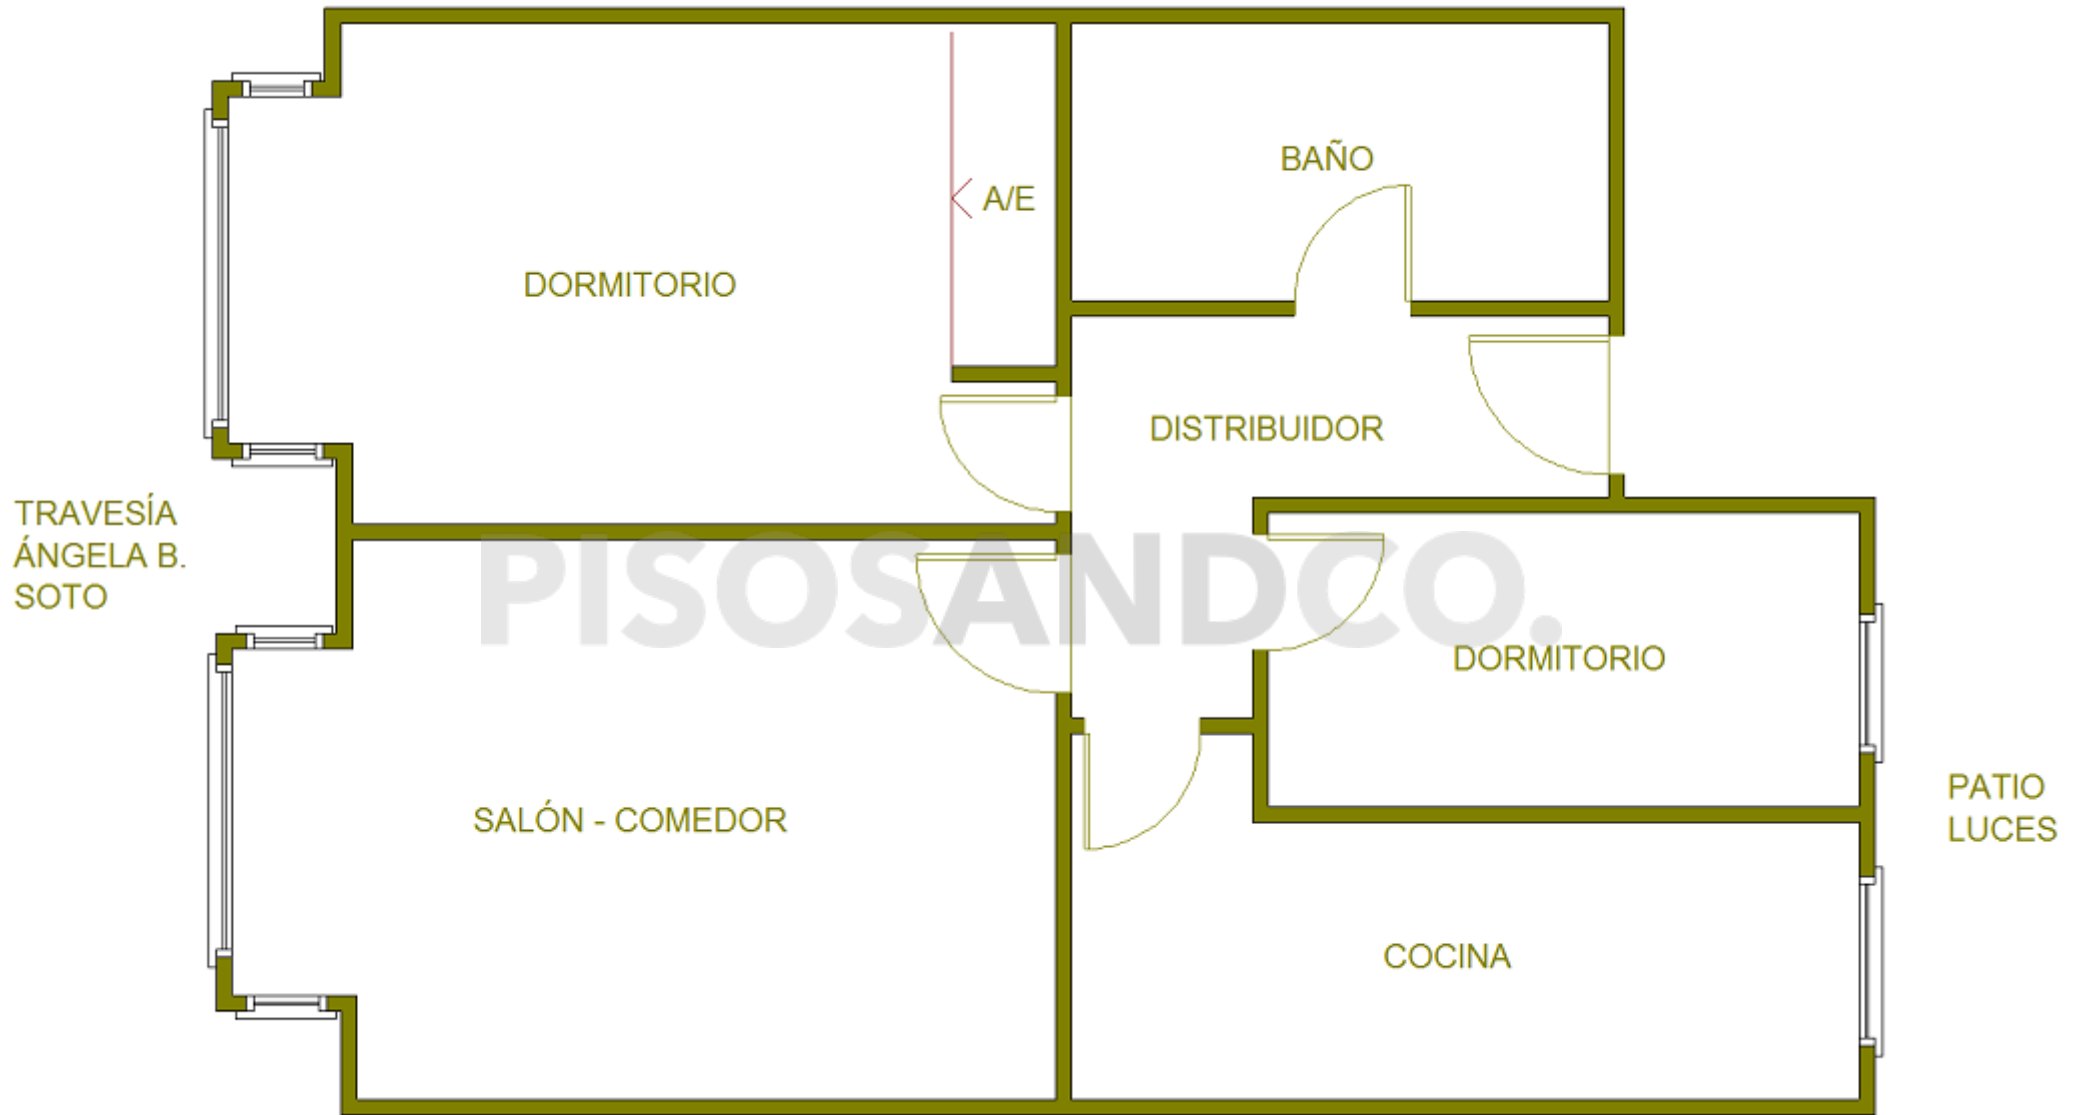 BAÑO
A/E
DORMITORIO
DISTRIBUIDOR
TRAVESÍA
ÁNGELA B.
SOTO
PISOSANDCO.
DORMITORIO
SALÓN - COMEDOR
PATIO
LUCES
COCINA